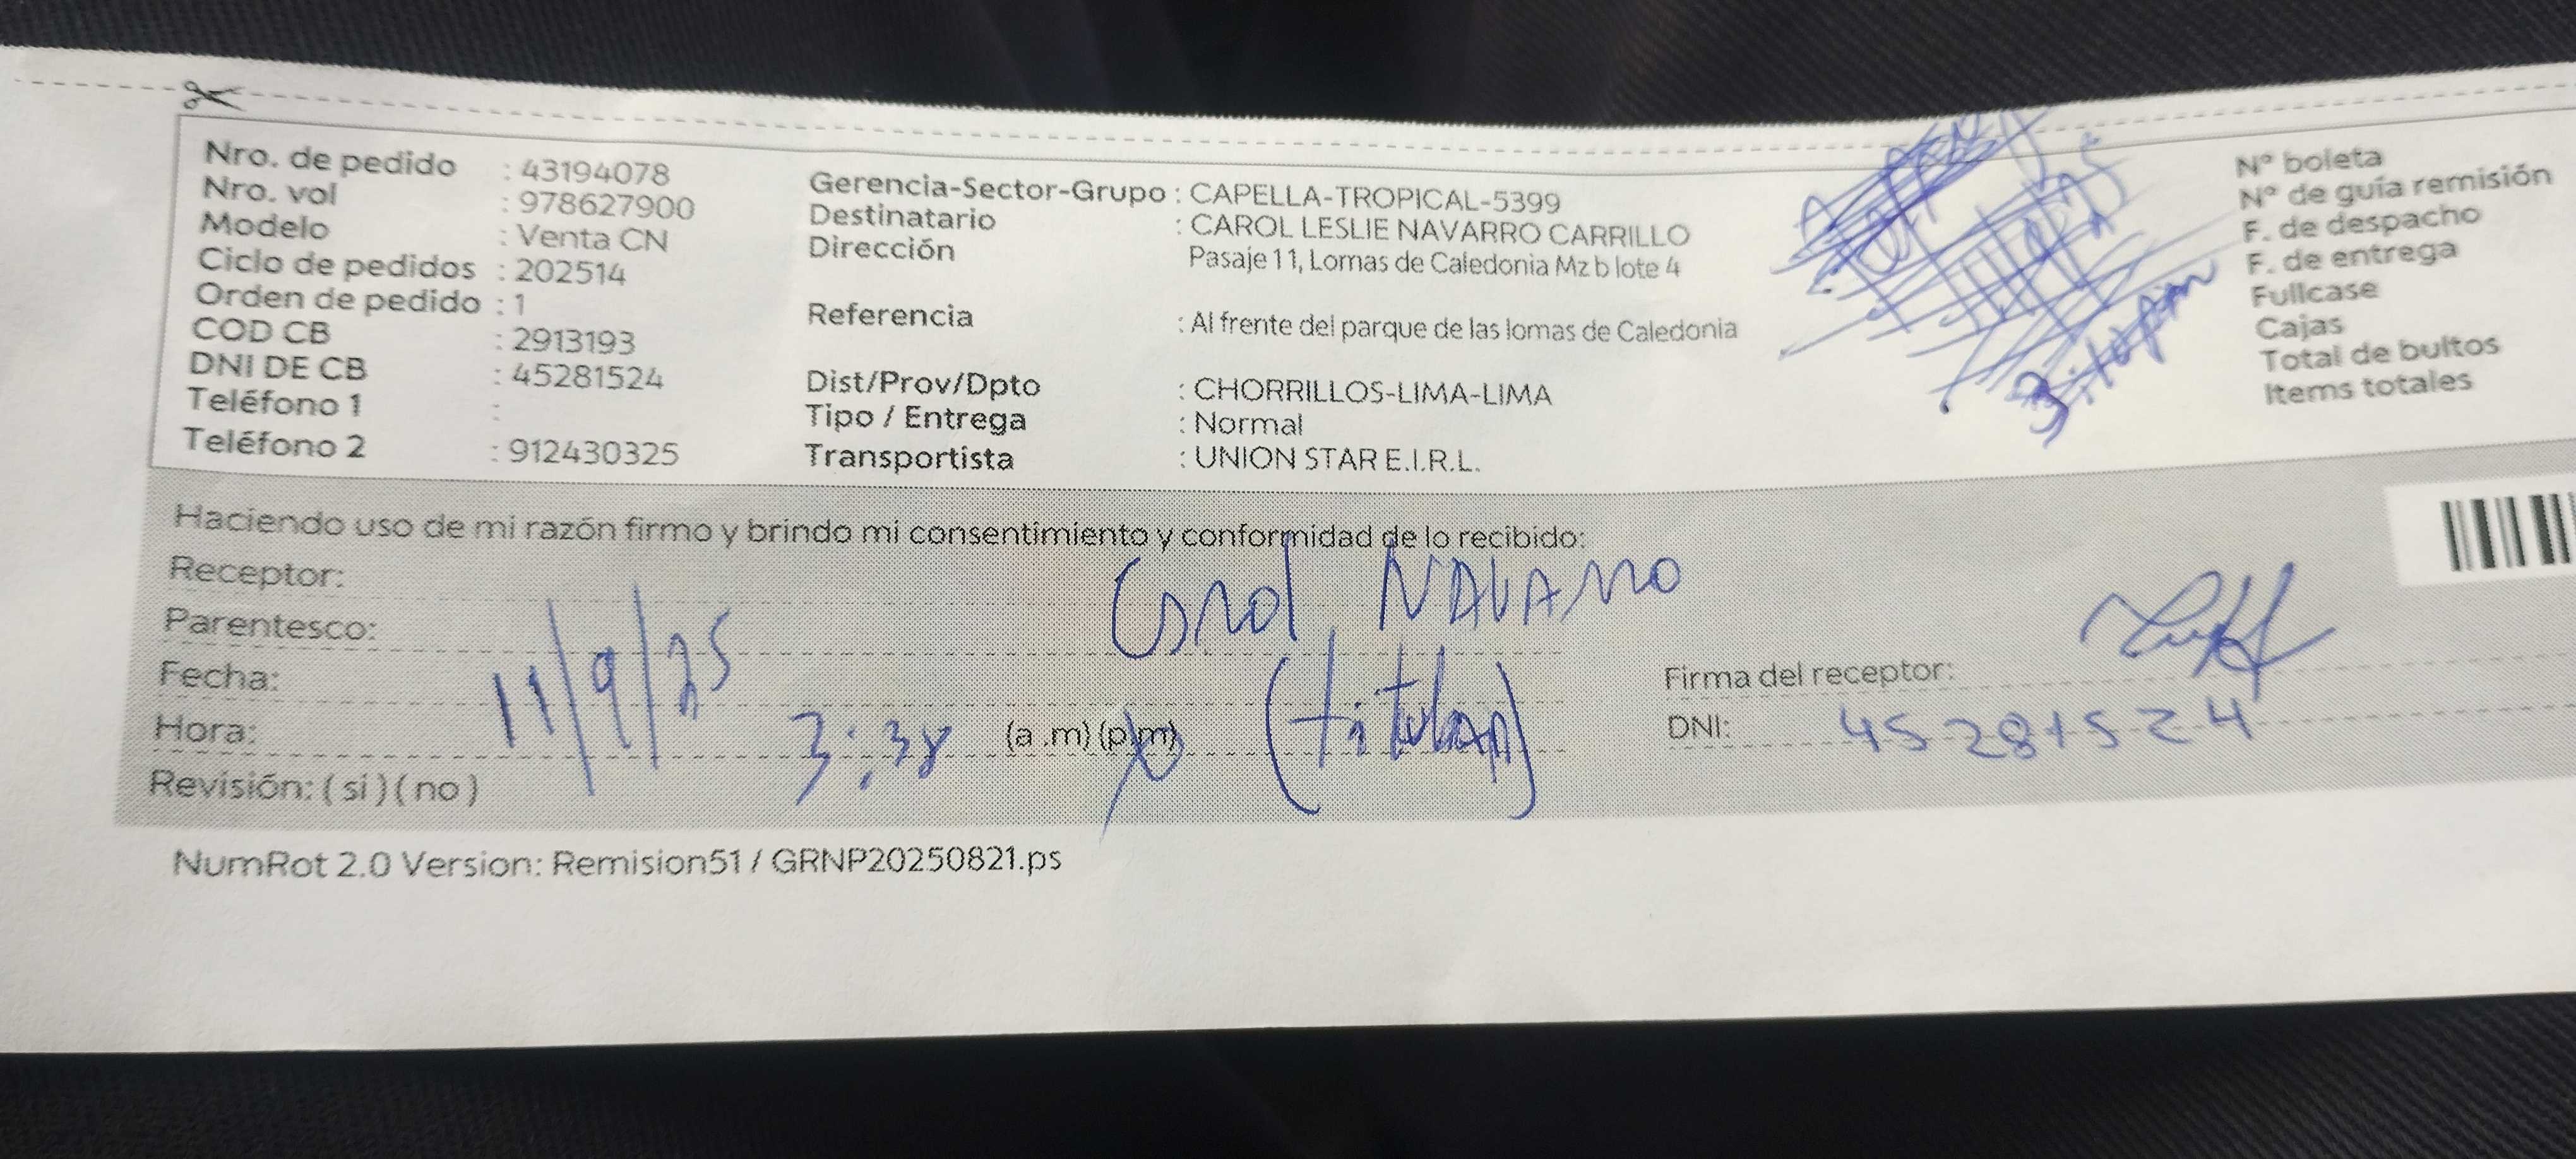 Nro. de pedido : 43194078
Nro. vol : 978627900
Modelo : Venta CN
Ciclo de pedidos : 202514
Orden de pedido : 1
COD CB : 2913193
DNI DE CB : 45281524
Teléfono 1 :
Teléfono 2 : 912430325
Gerencia-Sector-Grupo : CAPELLA-TROPICAL-5399
Destinatario : CAROL LESLIE NAVARRO CARRILLO
Dirección Pasaje 11, Lomas de Caledonia Mz b lote 4
Referencia : Al frente del parque de las lomas de Caledonia
Dist/Prov/Dpto : CHORRILLOS-LIMA-LIMA
Tipo / Entrega : Normal
Transportista : UNION STAR E.I.R.L.
N° boleta
N° de guía remisión
F. de despacho
F. de entrega
Fullcase
Cajas
Total de bultos
Items totales
Haciendo uso de mi razón firmo y brindo mi consentimiento y conformidad de lo recibido:
Receptor: Carol Navarro
Parentesco: (titular)
Fecha: 11/9/25
Hora: 3:38 (a .m) (p.m)
Revisión: ( si ) ( no )
Firma del receptor:
DNI: 45281524
NumRot 2.0 Version: Remision51 / GRNP20250821.ps